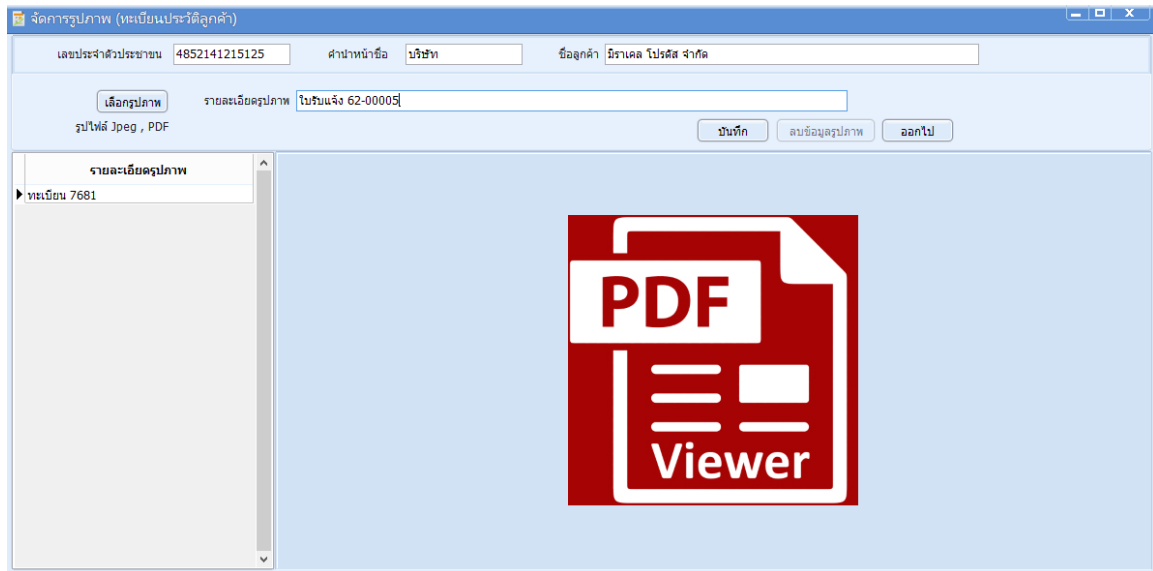 จัดการรูปภาพ (ทะเบียนประวัติลูกค้า)
เลขประจำตัวประชาขน 4852141215125 คำนำหน้าชื่อ บริษัท ชื่อลูกค้า มิราเคล โปรดัส จำกัด
เลือกรูปภาพ รายละเอียดรูปภาพ ใบรับแจ้ง 62-00005
รูปไฟล์ Jpeg , PDF บันทึก ลบข้อมูลรูปภาพ ออกไป
รายละเอียดรูปภาพ
ทะเบียน 7681
PDF
Viewer